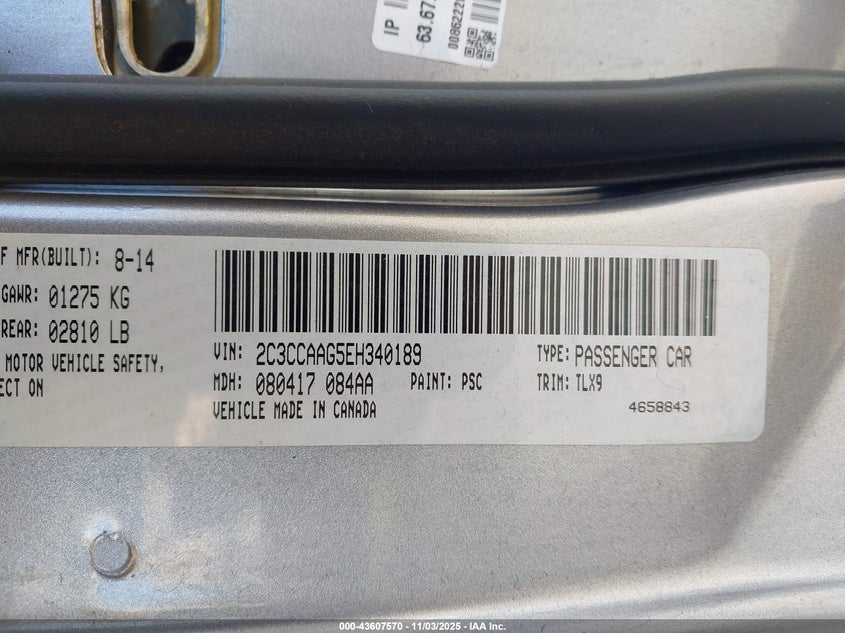 IP
63.67
00862220
F MFR(BUILT): 8-14
GAWR: 01275 KG
REAR: 02810 LB
MOTOR VEHICLE SAFETY,
ECT ON
VIN: 2C3CCAAG5EH340189 TYPE: PASSENGER CAR
MDH: 080417 084AA PAINT: PSC TRIM: TLX9
VEHICLE MADE IN CANADA 4658843
000-43607570 - 11/03/2025 - IAA Inc.